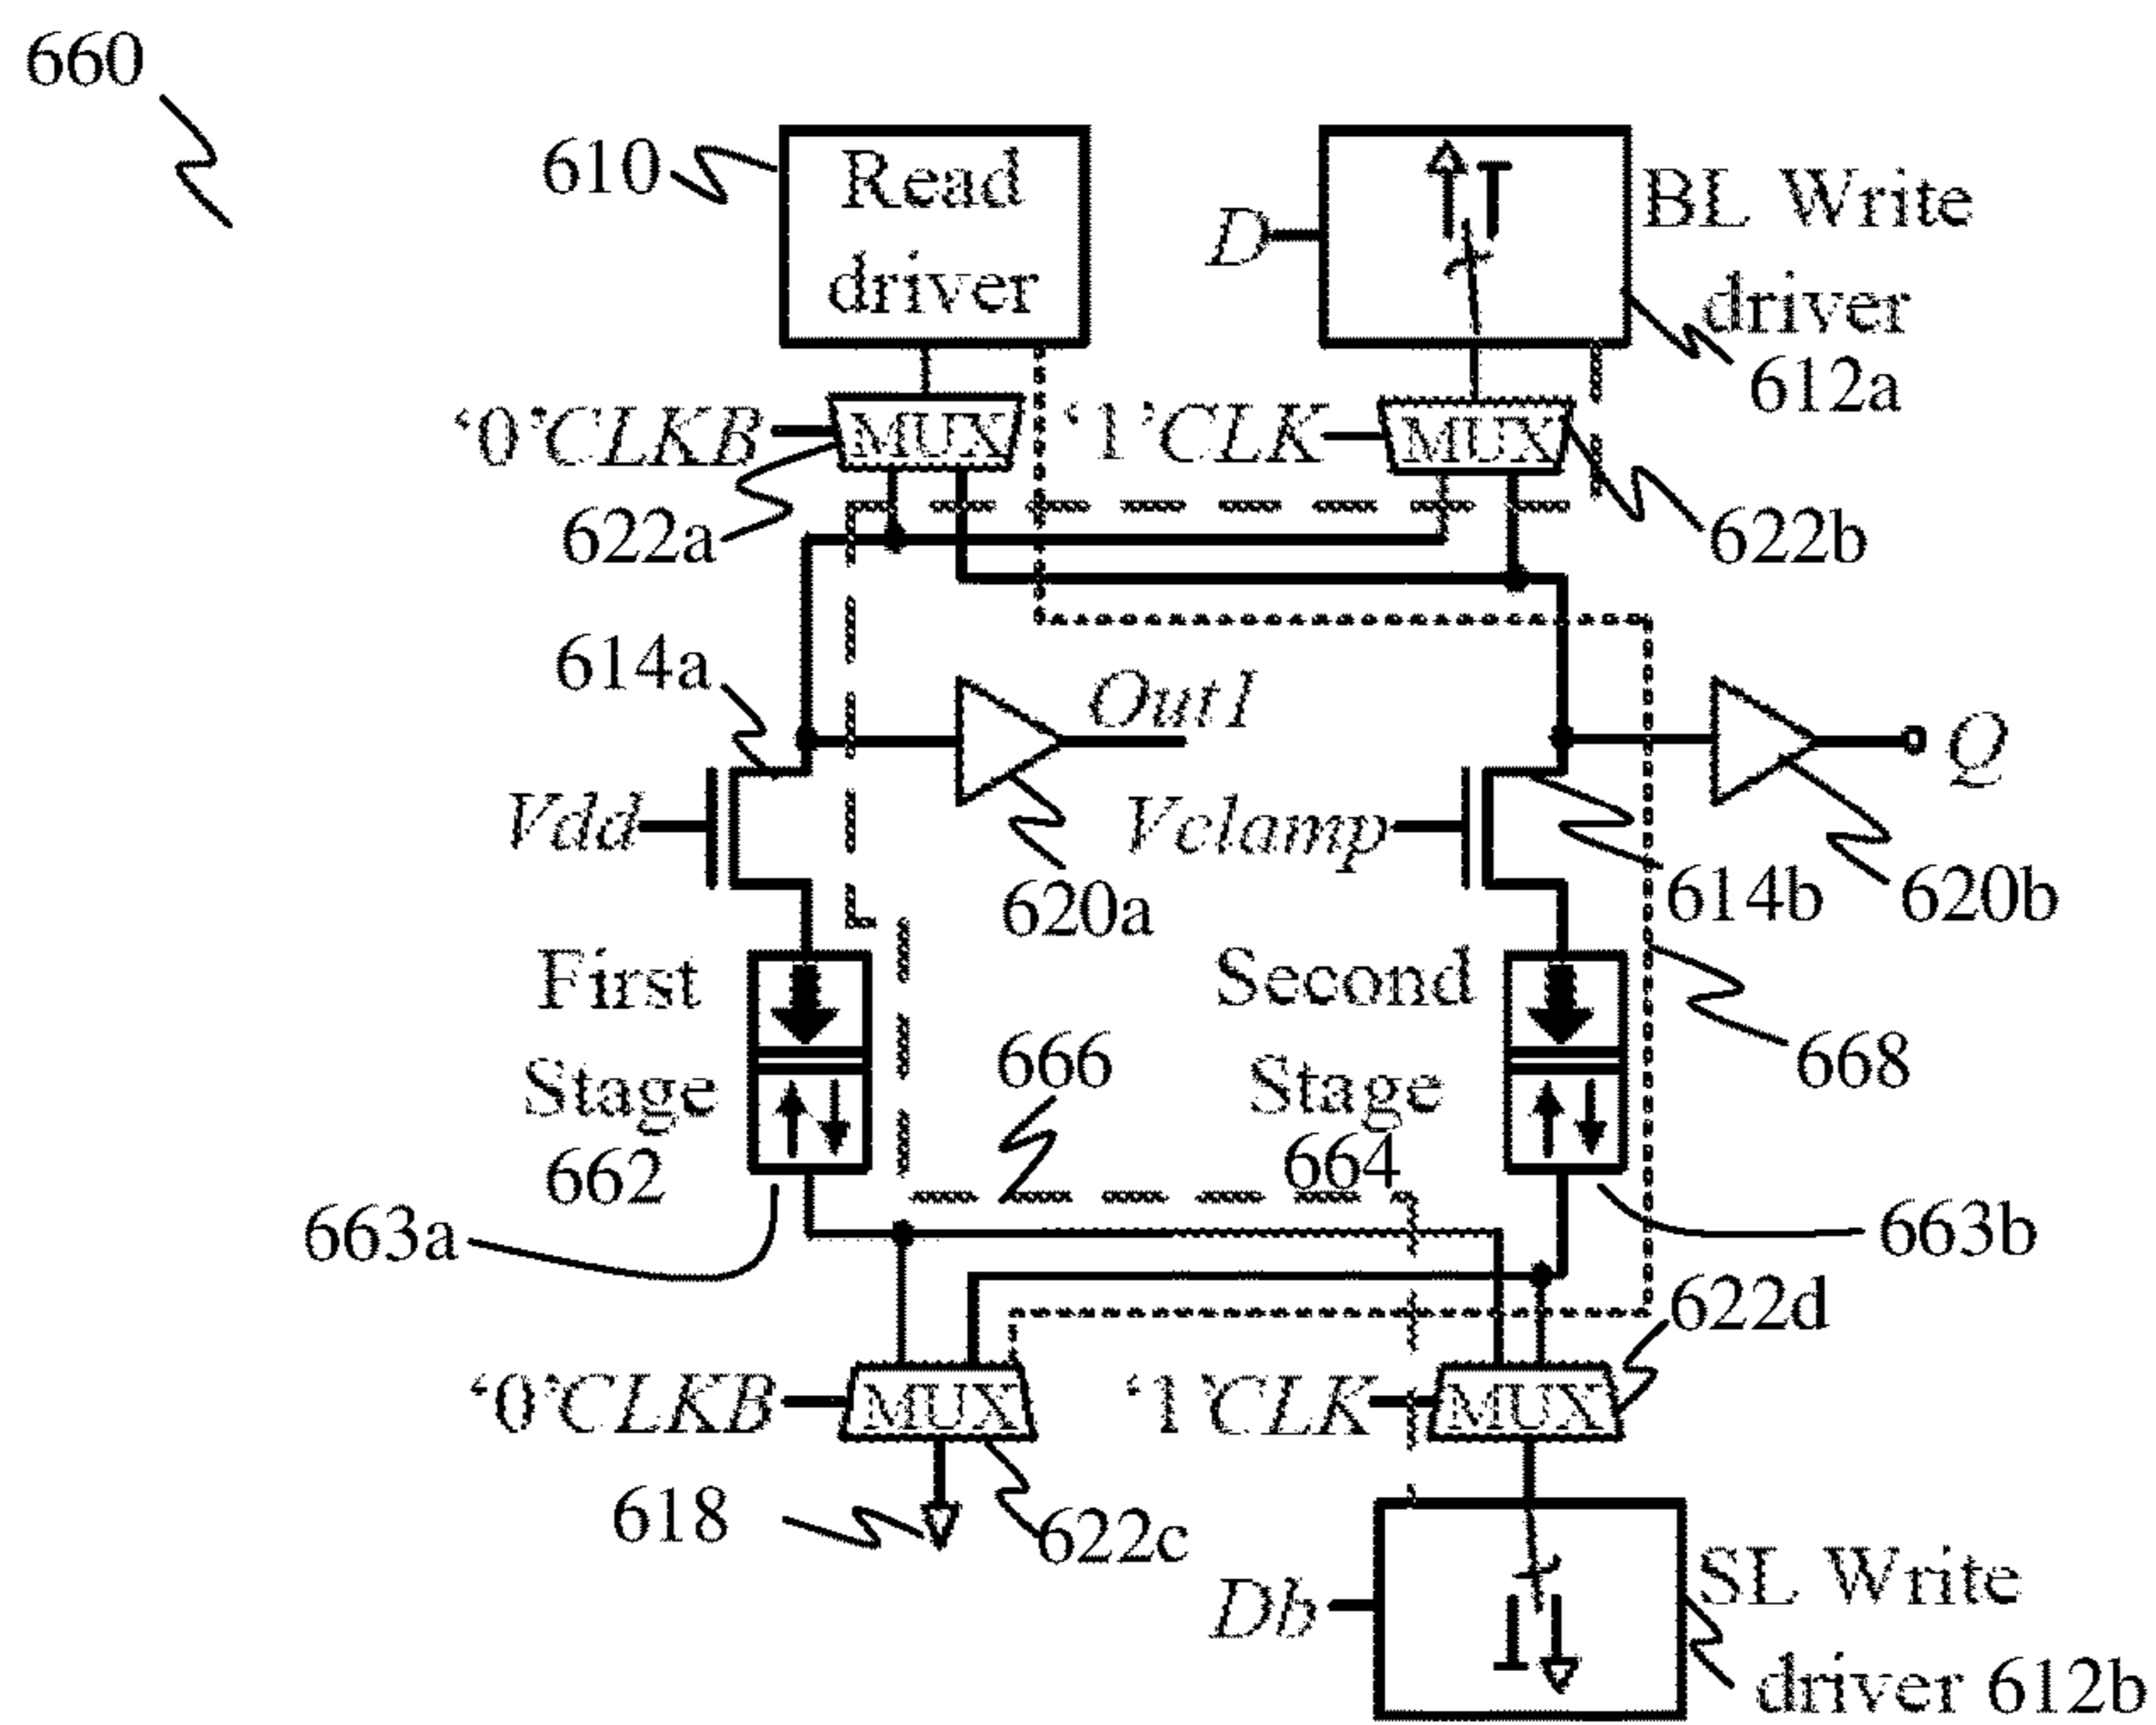 660
610
Read
driver
D
BL Write
driver
612a
‘0’CLKB
MUX
‘1’CLK
MUX
622a
622b
614a
Out1
Q
Vdd
Vclamp
620a
614b
620b
First
Stage
662
Second
Stage
664
666
668
663a
663b
622d
‘0’CLKB
MUX
‘1’CLK
MUX
618
622c
Db
SL Write
driver 612b